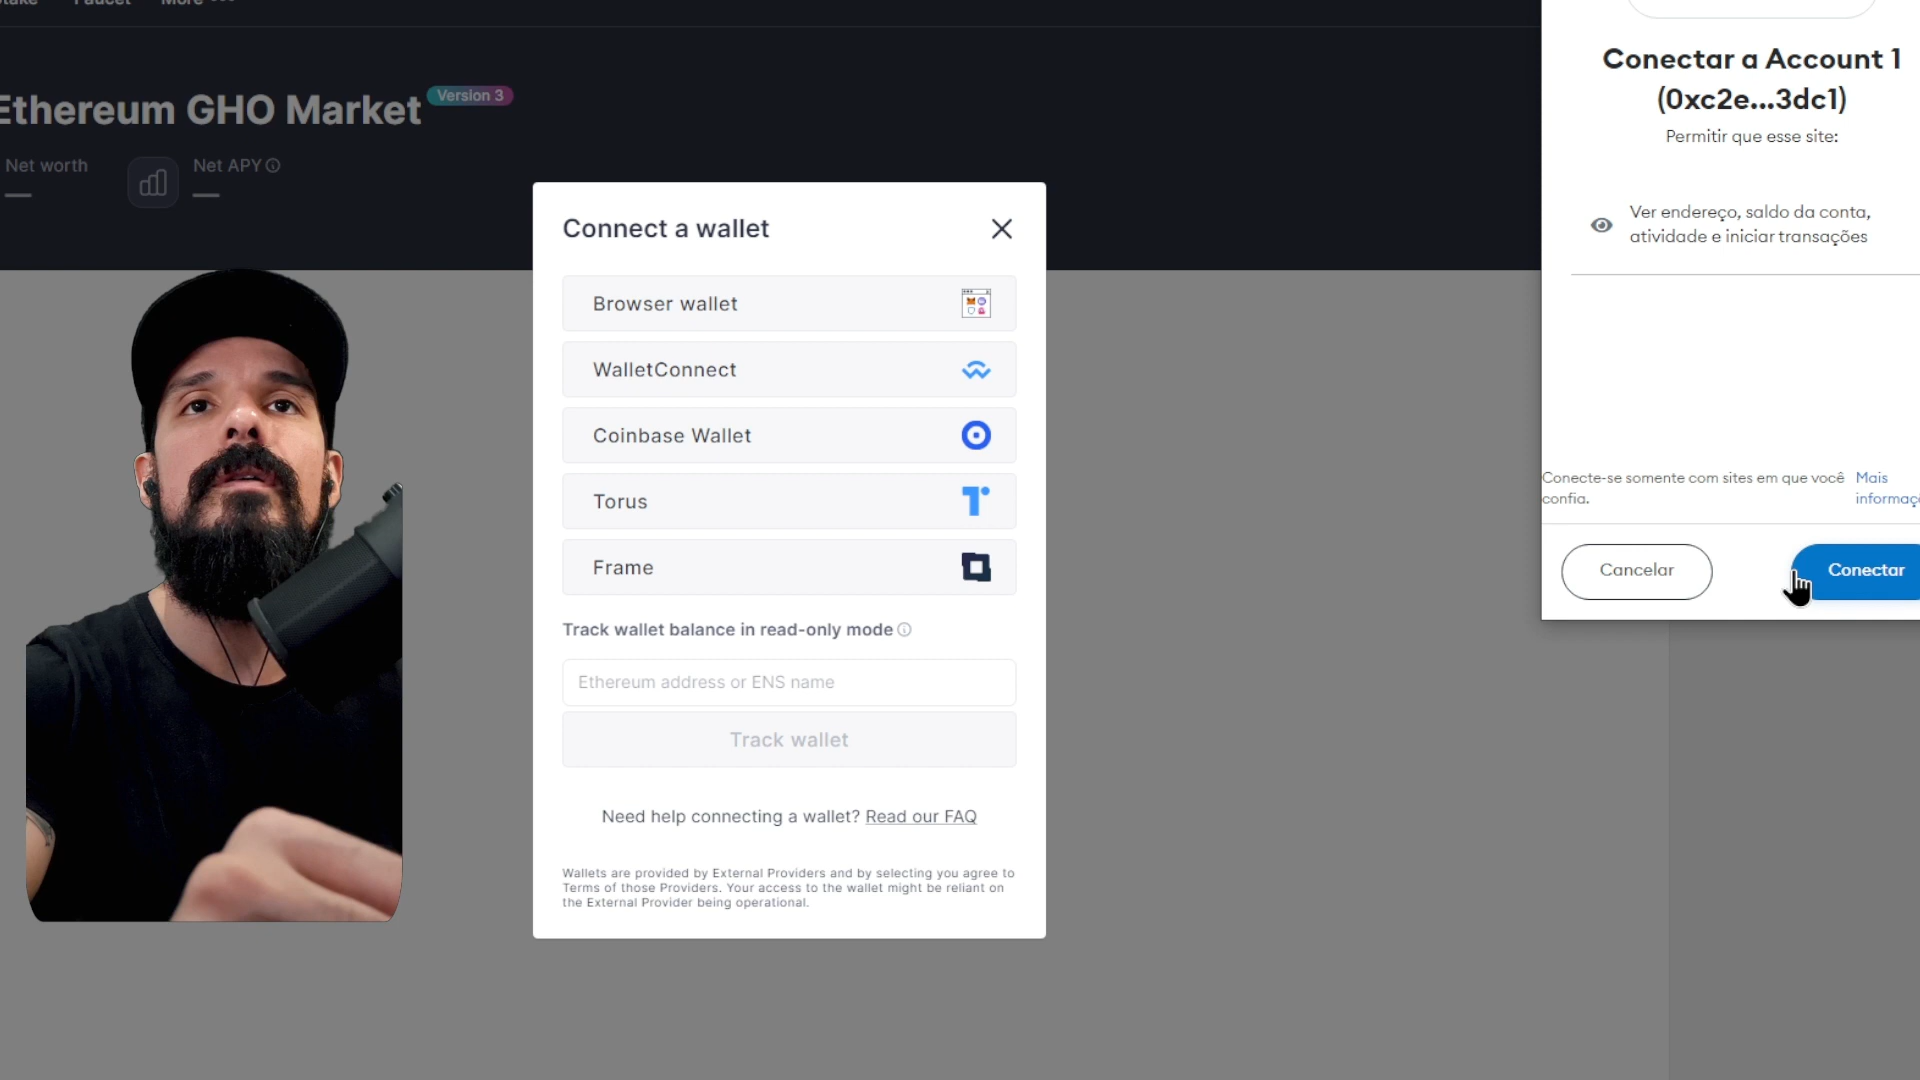 Faucet
More
Ethereum GHO Market
Version 3
Net worth
Net APY
Connect a wallet
Browser wallet
WalletConnect
Coinbase Wallet
Torus
Frame
Track wallet balance in read-only mode
Ethereum address or ENS name
Track wallet
Need help connecting a wallet? Read our FAQ
Wallets are provided by External Providers and by selecting you agree to
Terms of those Providers. Your access to the wallet might be reliant on
the External Provider being operational.
Conectar a Account 1
(0xc2e...3dc1)
Permitir que esse site:
Ver endereço, saldo da conta,
atividade e iniciar transações
Conecte-se somente com sites em que você
confia.
Mais
informaç
Cancelar
Conectar